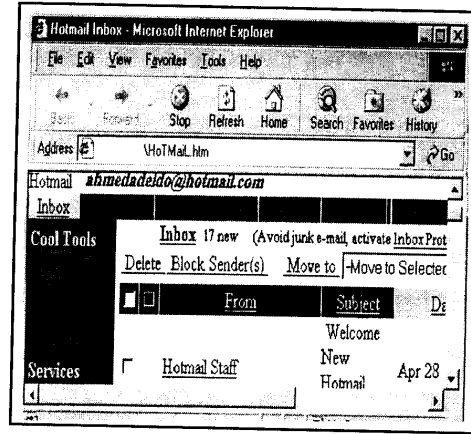 Hotmail Inbox - Microsoft Internet Explorer
File Edit View Favorites Tools Help
Back Forward Stop Refresh Home Search Favorites History »
Address \HoTMaiL.htm Go
Hotmail ahmedadeldo@hotmail.com
Inbox
Cool Tools Inbox 17 new (Avoid junk e-mail, activate Inbox Prot
Delete Block Sender(s) Move to -Move to Selected
From Subject Da
Welcome
New
Services Hotmail Staff Hotmail Apr 28